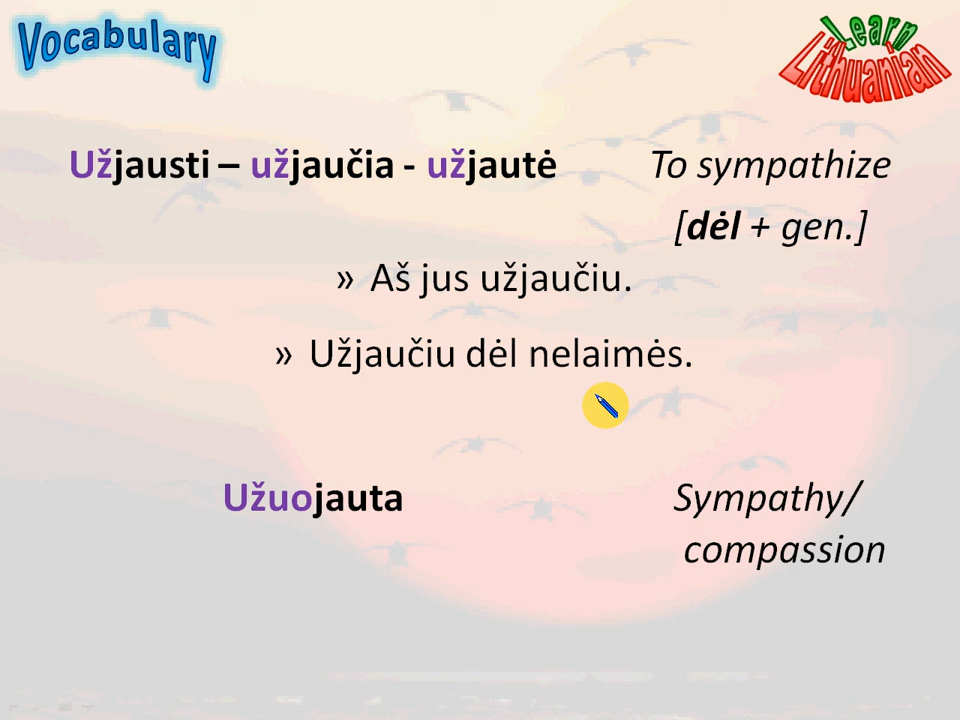 Vocabulary
Learn
Lithuanian
Užjausti – užjaučia - užjautė To sympathize
[dėl + gen.]
» Aš jus užjaučiu.
» Užjaučiu dėl nelaimės.
Užuojauta Sympathy/
compassion